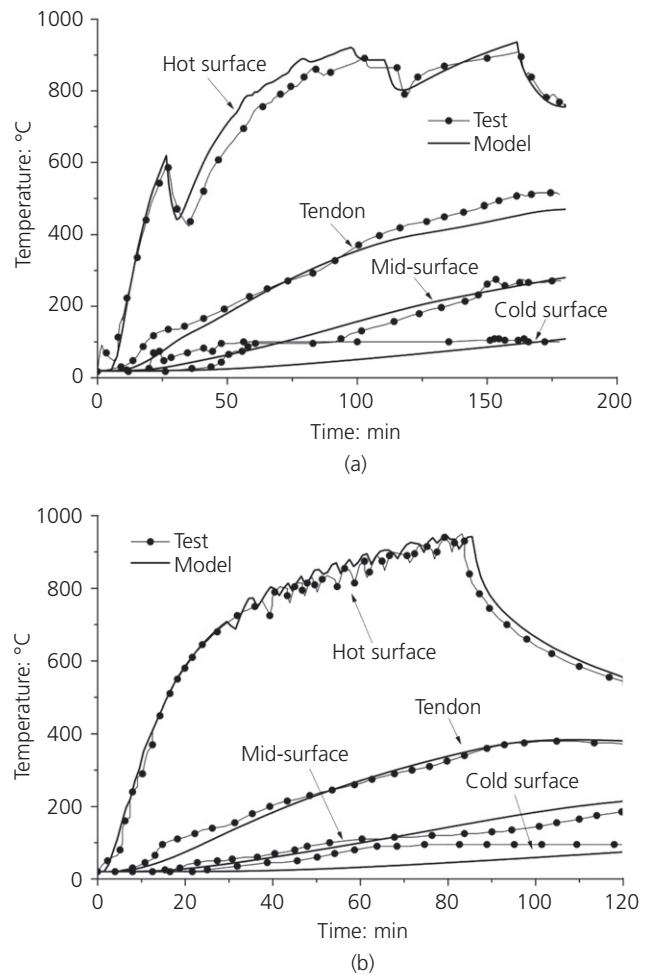 1000
800
600
400
200
0
Temperature: °C
Hot surface
Test
Model
Tendon
Mid-surface
Cold surface
0 50 100 150 200
Time: min
(a)
1000
800
600
400
200
0
Temperature: °C
Test
Model
Hot surface
Tendon
Mid-surface
Cold surface
0 20 40 60 80 100 120
Time: min
(b)